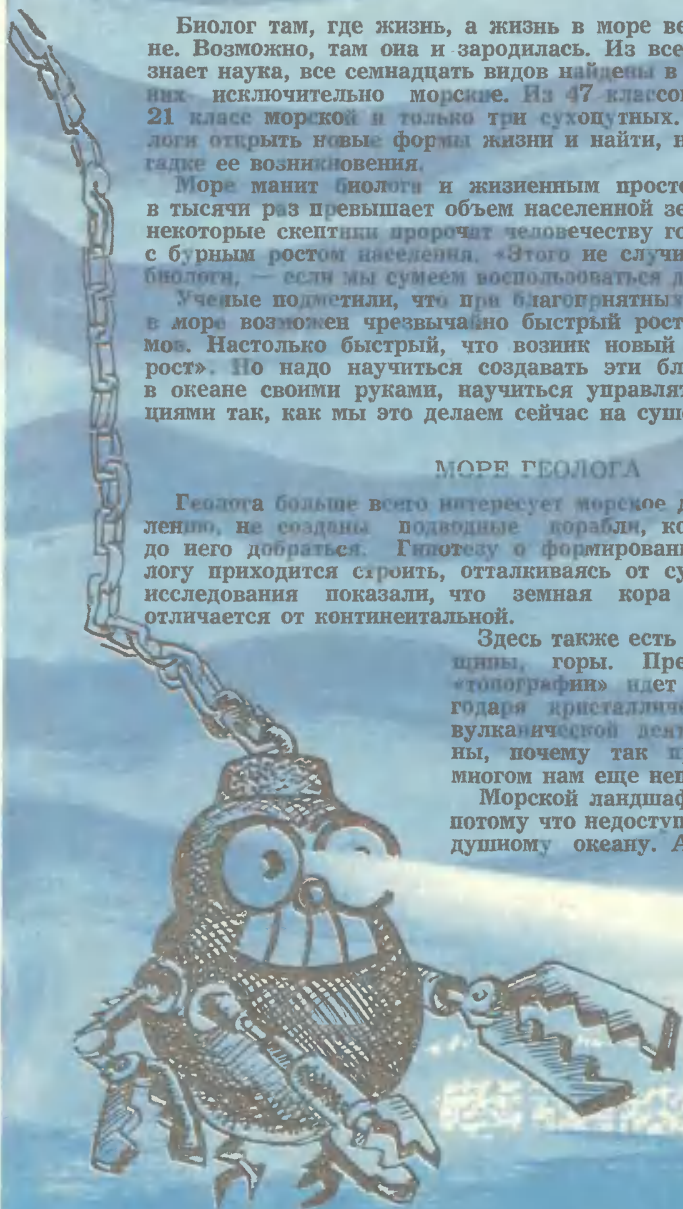 Биолог там, где жизнь, а жизнь в море ве
не. Возможно, там она и зародилась. Из все
знает наука, все семнадцать видов найдены в
них исключительно морские. Из 47 классо
21 класс морской и только три сухопутных.
логи открыть новые формы жизни и найти, н
гадке ее возникновения.
Море манит биолога и жизненным просто
в тысячи раз превышает объем населенной зе
некоторые скептики пророчат человечеству го
с бурным ростом населения. «Этого не случи
биологи, — если мы сумеем воспользоваться д
Ученые подметили, что при благоприятных
в море возможен чрезвычайно быстрый рост
мов. Настолько быстрый, что возник новый
рост». Но надо научиться создавать эти бл
в океане своими руками, научиться управлят
циями так, как мы это делаем сейчас на суш
МОРЕ ГЕОЛОГА
Геолога больше всего интересует морское д
лению, не созданы подводные корабли, ко
до него добраться. Гипотезу о формировани
логу приходится строить, отталкиваясь от су
исследования показали, что земная кора
отличается от континентальной.
Здесь также есть
щины, горы. Пре
«топографии» идет
годаря кристалличе
вулканической деят
ны, почему так п
многом нам еще неп
Морской ландшаф
потому что недоступ
душному океану. А